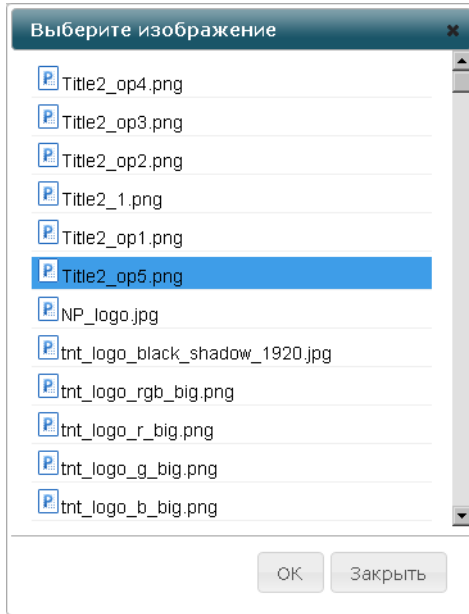 Выберите изображение
Title2_op4.png
Title2_op3.png
Title2_op2.png
Title2_1.png
Title2_op1.png
Title2_op5.png
NP_logo.jpg
tnt_logo_black_shadow_1920.jpg
tnt_logo_rgb_big.png
tnt_logo_r_big.png
tnt_logo_g_big.png
tnt_logo_b_big.png
ОК Закрыть